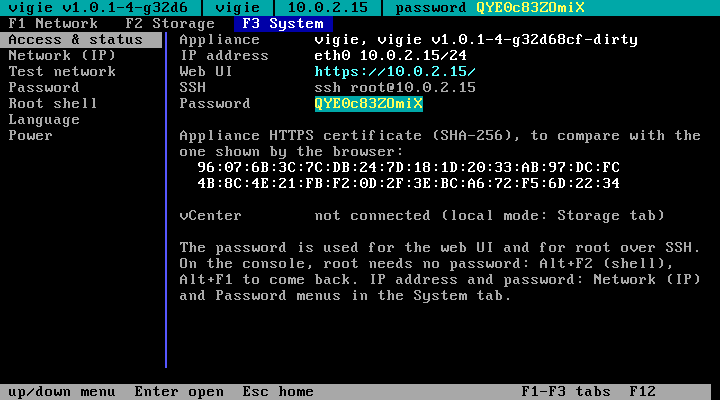 vigie v1.0.1-4-g32d6 | vigie | 10.0.2.15 | password QYE0c83ZOmiX
F1 Network F2 Storage F3 System
Access & status
Network (IP)
Test network
Password
Root shell
Language
Power
Appliance vigie, vigie v1.0.1-4-g32d68cf-dirty
IP address eth0 10.0.2.15/24
Web UI https://10.0.2.15/
SSH ssh root@10.0.2.15
Password QYE0c83ZOmiX
Appliance HTTPS certificate (SHA-256), to compare with the
one shown by the browser:
96:07:6B:3C:7C:DB:24:7D:18:1D:20:33:AB:97:DC:FC
4B:8C:4E:21:FB:F2:0D:2F:3E:BC:A6:72:F5:6D:22:34
vCenter not connected (local mode: Storage tab)
The password is used for the web UI and for root over SSH.
On the console, root needs no password: Alt+F2 (shell),
Alt+F1 to come back. IP address and password: Network (IP)
and Password menus in the System tab.
up/down menu Enter open Esc home F1-F3 tabs F12